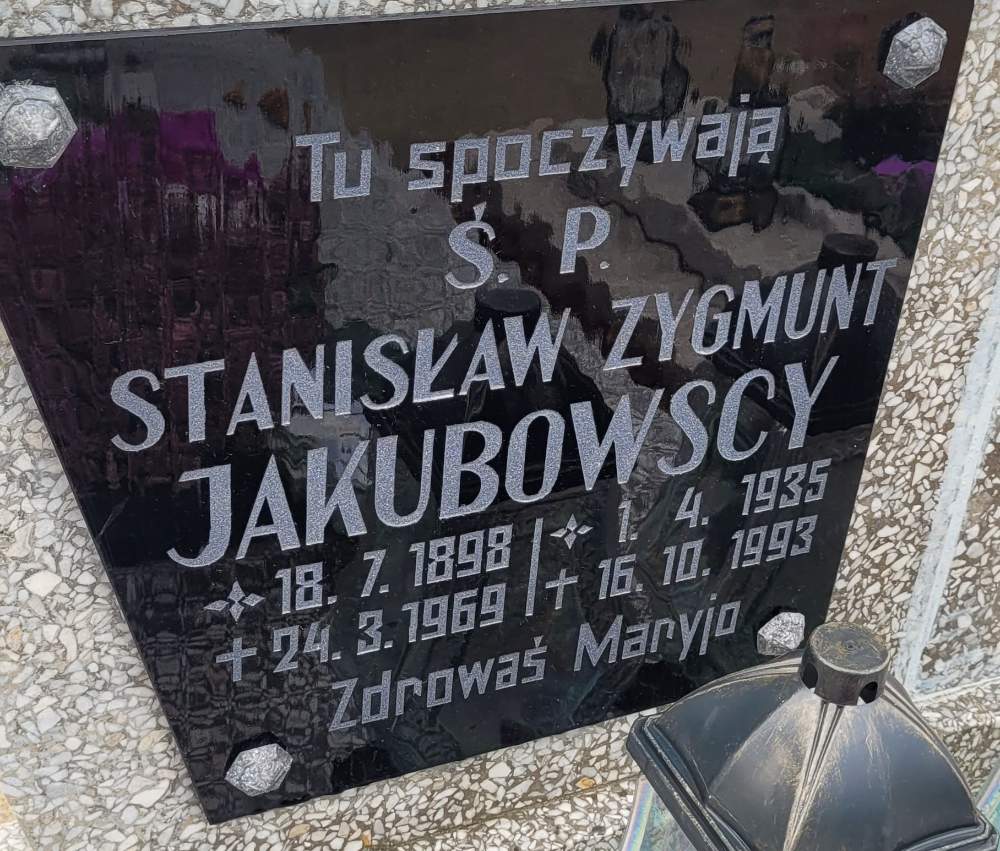 Tu spoczywają
Ś. P.
STANISŁAW ZYGMUNT
JAKUBOWSCY
18. 7. 1898 | 1. 4. 1935
+ 24. 3. 1969 | + 16. 10. 1993
Zdrowaś Maryjo